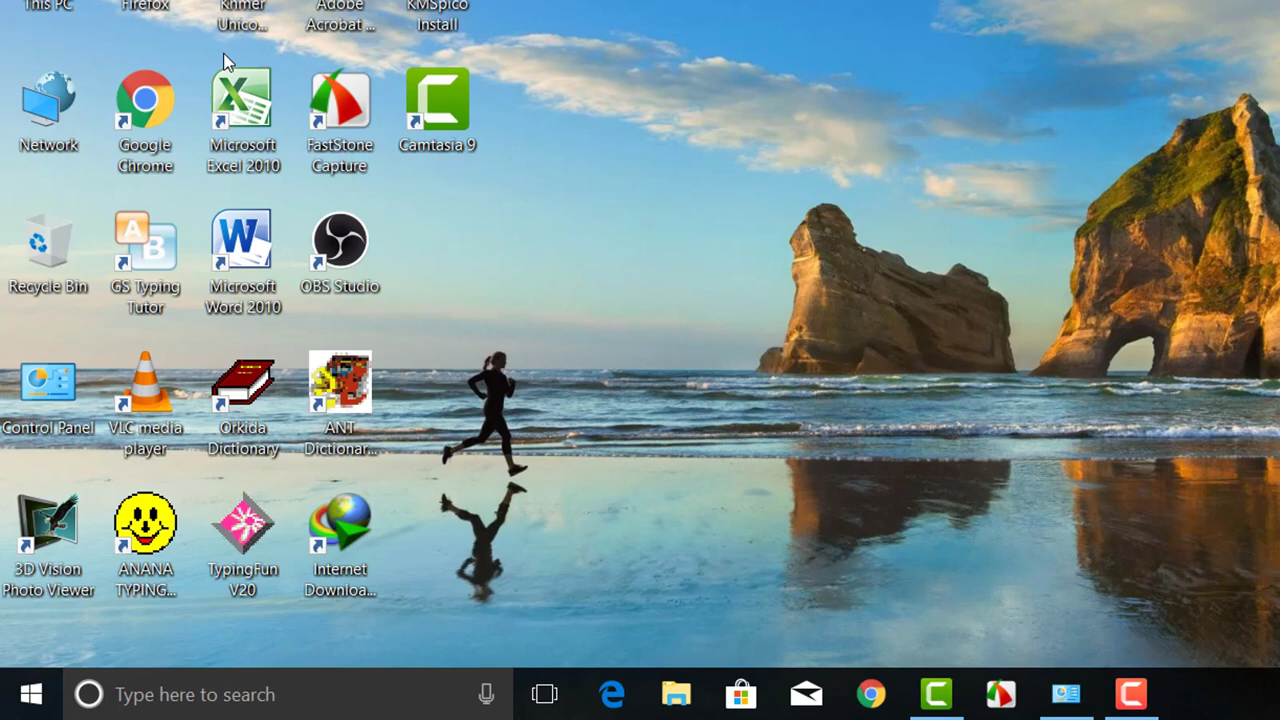 This PC
Firefox
Khmer
Unico...
Adobe
Acrobat ...
KMSpico
Install
Network
Google
Chrome
Microsoft
Excel 2010
FastStone
Capture
Camtasia 9
Recycle Bin
GS Typing
Tutor
Microsoft
Word 2010
OBS Studio
Control Panel
VLC media
player
Orkida
Dictionary
ANT
Dictionar...
3D Vision
Photo Viewer
ANANA
TYPING...
TypingFun
V20
Internet
Downloa...
Type here to search